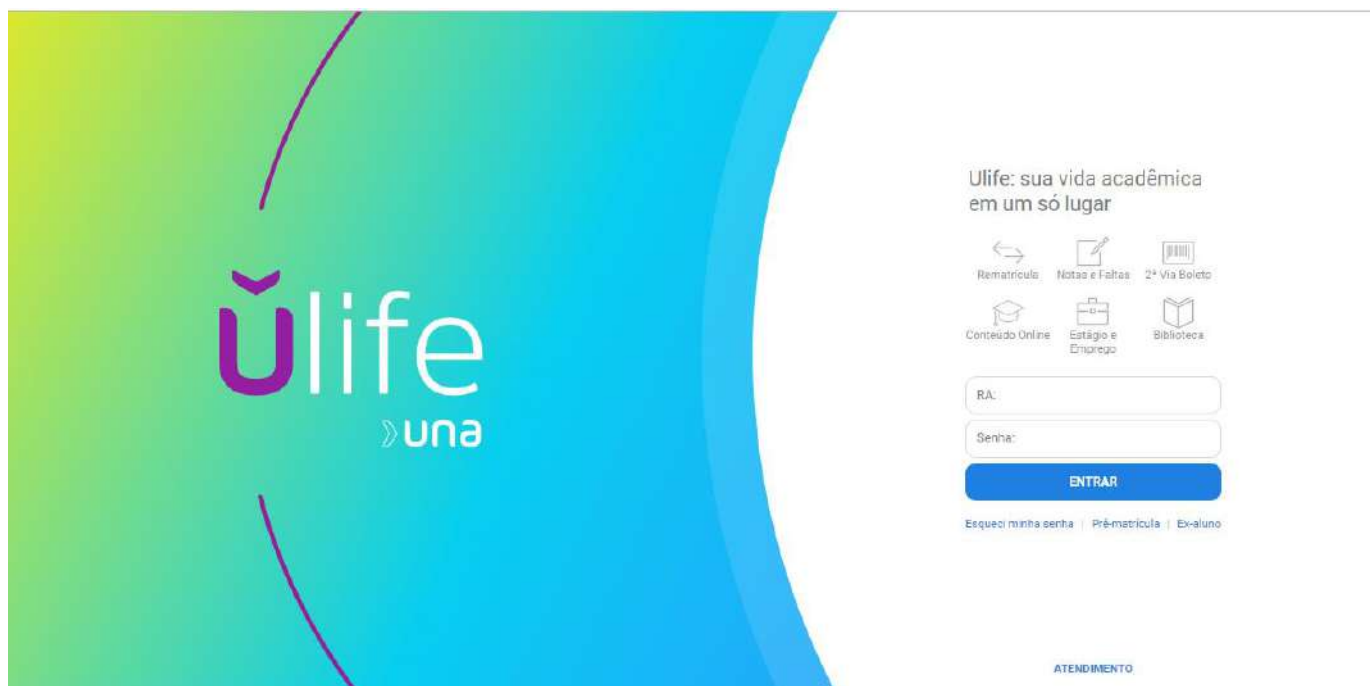 Ŭlife
una
Ulife: sua vida acadêmica
em um só lugar
Rematrícula Notas e Faltas 2ª Via Boleto
Conteúdo Online Estágio e Emprego Biblioteca
RA:
Senha:
ENTRAR
Esqueci minha senha | Pré-matrícula | Ex-aluno
ATENDIMENTO